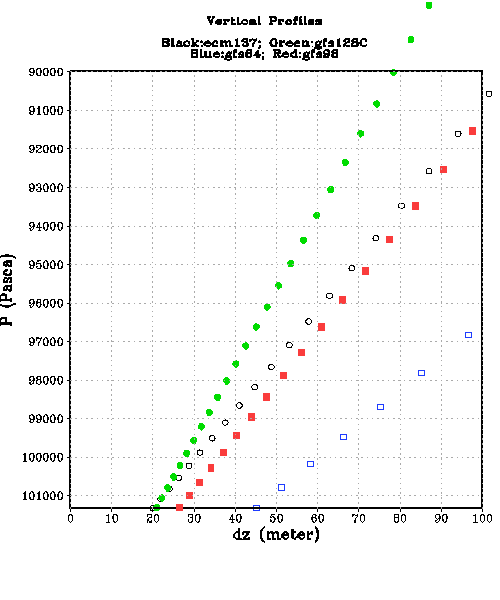 Vertical Profiles
Black:ecm137; Green:gfs128C
Blue:gfs64; Red:gfs96
90000
91000
92000
93000
94000
95000
96000
97000
98000
99000
100000
101000
P (Pasca)
0 10 20 30 40 50 60 70 80 90 100
dz (meter)